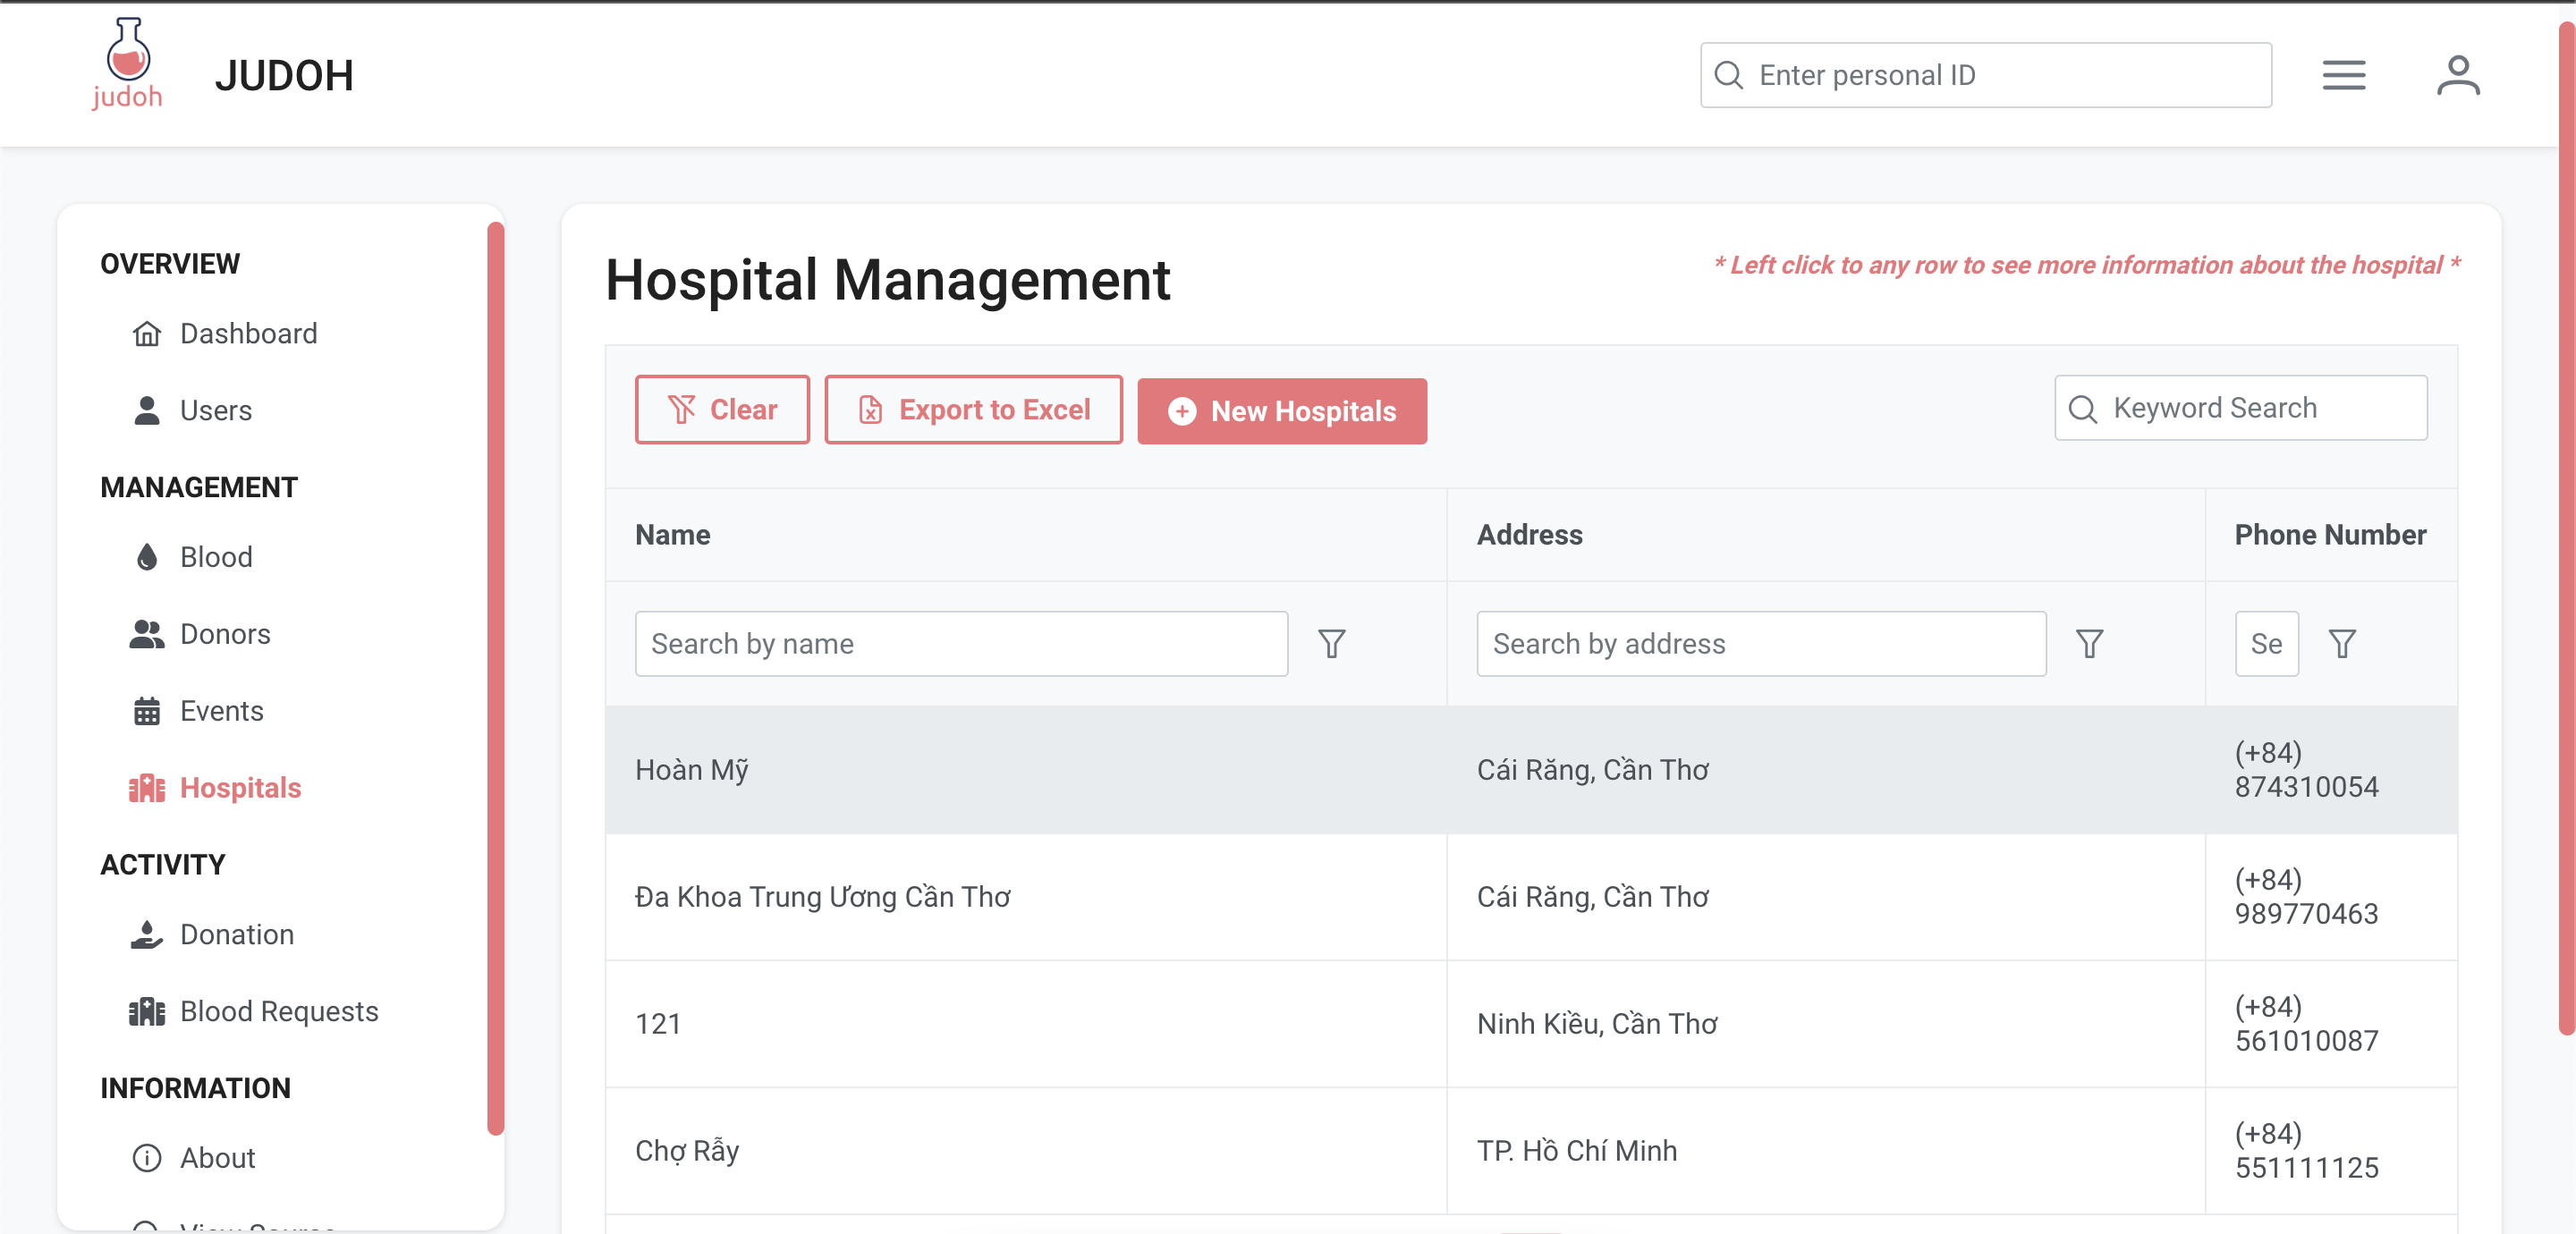 judoh
JUDOH
Enter personal ID
OVERVIEW
Dashboard
Users
MANAGEMENT
Blood
Donors
Events
Hospitals
ACTIVITY
Donation
Blood Requests
INFORMATION
About
Hospital Management
* Left click to any row to see more information about the hospital *
Clear
Export to Excel
New Hospitals
Keyword Search
Name
Address
Phone Number
Search by name
Search by address
Se
Hoàn Mỹ
Cái Răng, Cần Thơ
(+84)
874310054
Đa Khoa Trung Ương Cần Thơ
Cái Răng, Cần Thơ
(+84)
989770463
121
Ninh Kiều, Cần Thơ
(+84)
561010087
Chợ Rẫy
TP. Hồ Chí Minh
(+84)
551111125